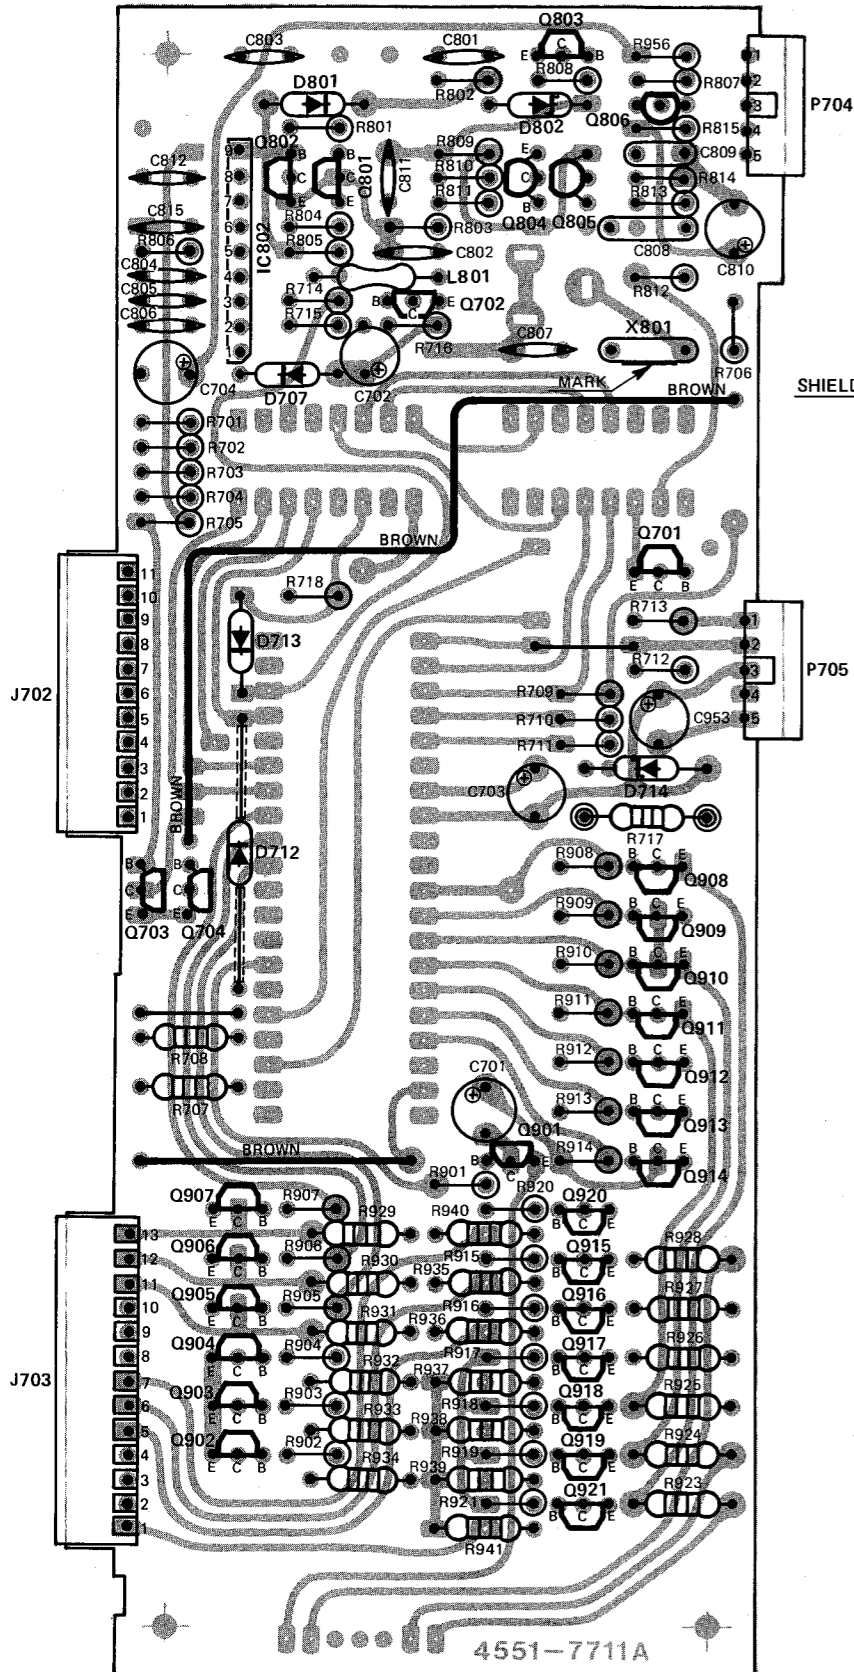 Q803
C803
C801
E C B
R956
R808
R807
R802
1
2
3
4
5
P704
D801
D802
Q806
R801
R815
Q802
Q801
C811
R809
E
C809
C812
9
8
7
6
5
4
3
2
1
B
C
E
B
C
E
R810
C
R814
R811
B
R813
Q804
Q805
C815
R804
R803
C808
C810
R806
R805
C802
IC802
C804
L801
C805
R714
B C E
Q702
R812
C806
R715
R716
C807
X801
R706
C704
D707
C702
MARK
BROWN
SHIELD
R701
R702
R703
R704
R705
BROWN
Q701
E C B
R718
11
10
9
8
7
6
5
4
3
2
1
J702
D713
R713
1
2
3
4
5
P705
R712
R709
R710
R711
C953
C703
D714
R717
BROWN
D712
B
C
E
B
C
E
Q703
Q704
R908
B C E
Q908
R909
B C E
Q909
R910
B C E
Q910
R911
B C E
Q911
R912
B C E
Q912
R913
B C E
Q913
R914
B C E
Q914
R708
R707
C701
Q901
B C E
BROWN
R901
R920
Q907
E C B
R907
R929
R940
Q920
B C E
Q906
E C B
R906
R930
R915
Q915
B C E
R928
R935
Q905
E C B
R905
R931
R916
Q916
B C E
R927
R936
Q904
E C B
R904
R932
R917
Q917
B C E
R926
R937
Q903
E C B
R903
R933
R918
Q918
B C E
R925
R938
Q902
E C B
R902
R934
R919
Q919
B C E
R924
R939
R921
Q921
B C E
R923
R941
13
12
11
10
9
8
7
6
5
4
3
2
1
J703
4551-7711A